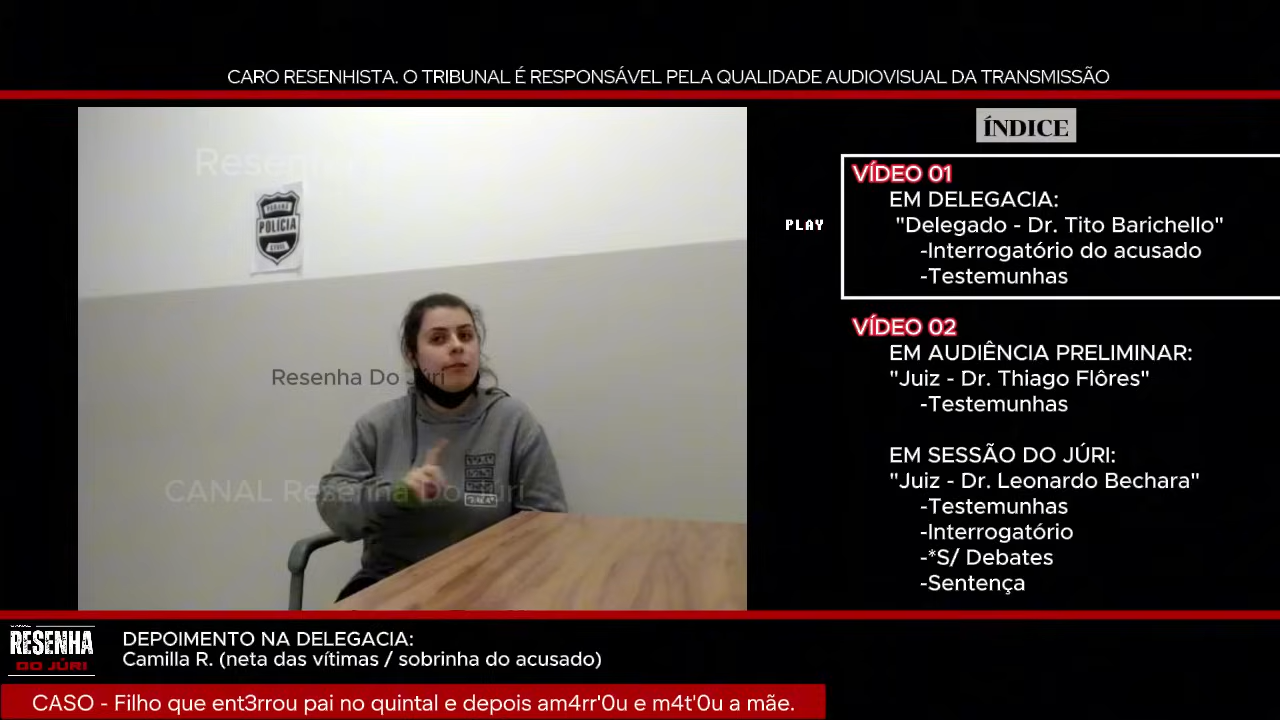 CARO RESENHISTA. O TRIBUNAL É RESPONSÁVEL PELA QUALIDADE AUDIOVISUAL DA TRANSMISSÃO
POLÍCIA
Resenha Do Júri
CANAL Resenha Do Júri
PLAY
ÍNDICE
VÍDEO 01
EM DELEGACIA:
"Delegado - Dr. Tito Barichello"
-Interrogatório do acusado
-Testemunhas
VÍDEO 02
EM AUDIÊNCIA PRELIMINAR:
"Juiz - Dr. Thiago Flôres"
-Testemunhas
EM SESSÃO DO JÚRI:
"Juiz - Dr. Leonardo Bechara"
-Testemunhas
-Interrogatório
-*S/ Debates
-Sentença
RESENHA
DO JÚRI
DEPOIMENTO NA DELEGACIA:
Camilla R. (neta das vítimas / sobrinha do acusado)
CASO - Filho que ent3rrou pai no quintal e depois am4rr'0u e m4t'0u a mãe.